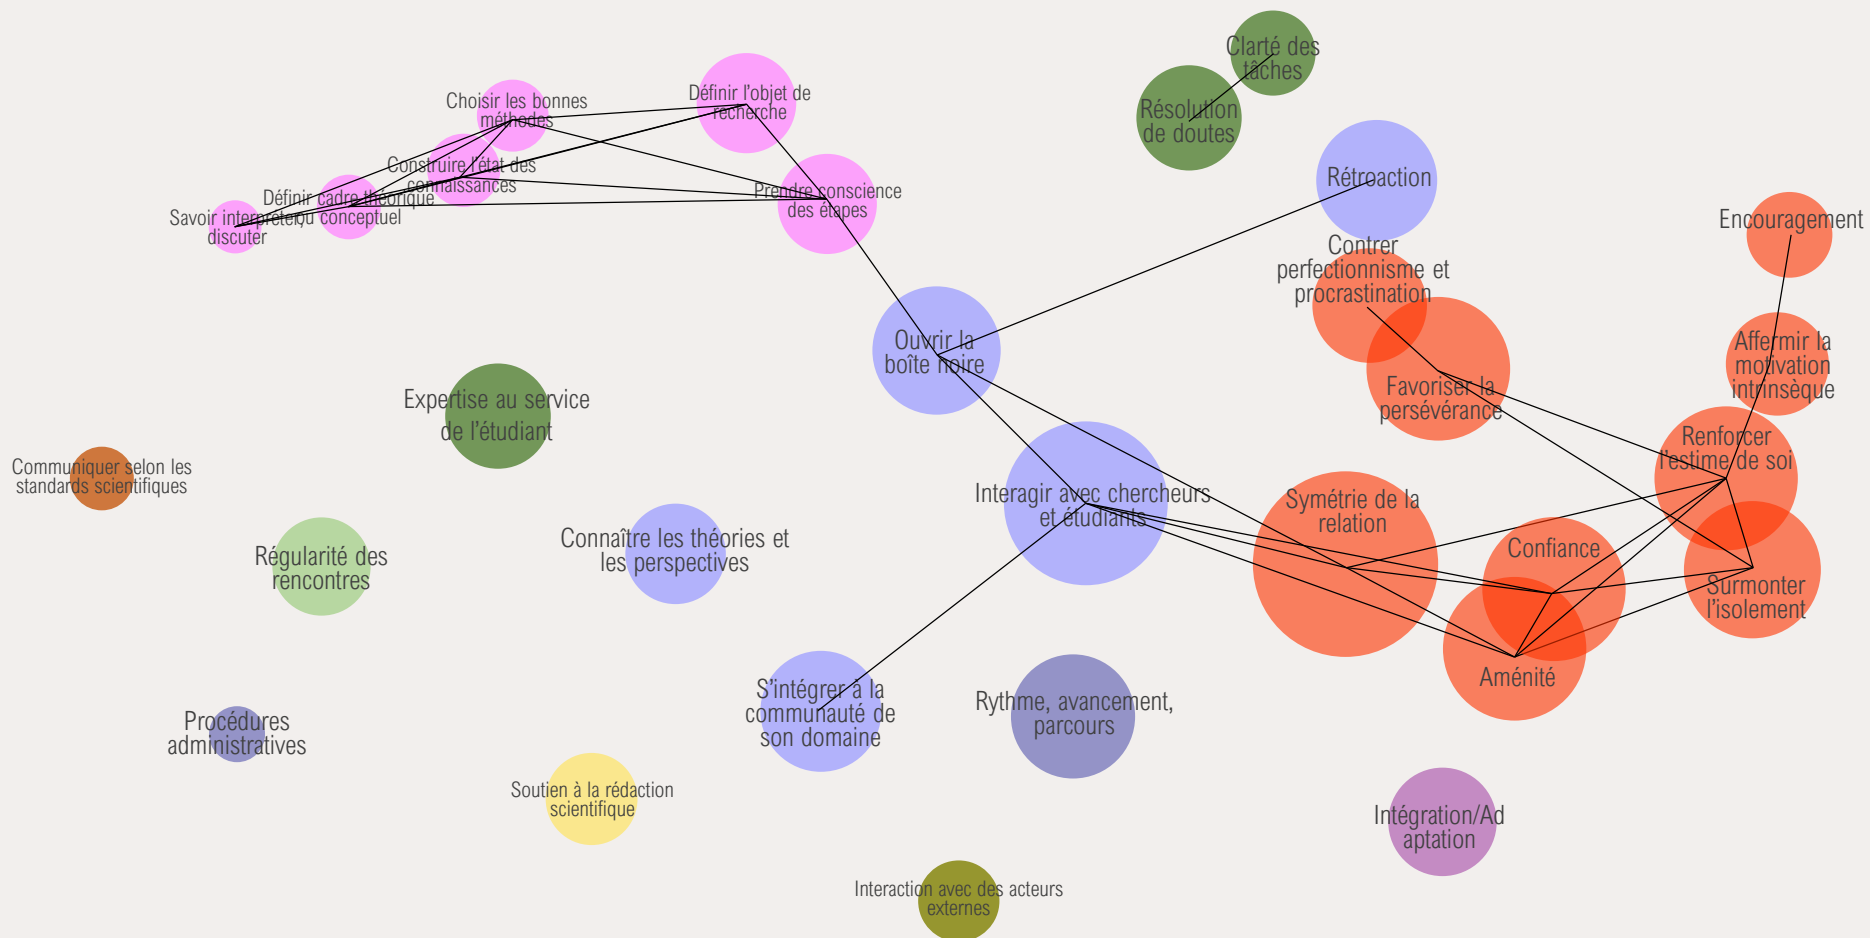 Clarté des
tâches
Résolution
de doutes
Choisir les bonnes
méthodes
Définir l'objet de
recherche
Construire l'état des
connaissances
Définir cadre théorique
ou conceptuel
Savoir interpréter,
discuter
Prendre conscience
des étapes
Rétroaction
Encouragement
Contrer
perfectionnisme et
procrastination
Affermir la
motivation
intrinsèque
Ouvrir la
boîte noire
Favoriser la
persévérance
Expertise au service
de l'étudiant
Renforcer
l'estime de soi
Communiquer selon les
standards scientifiques
Interagir avec chercheurs
et étudiants
Symétrie de la
relation
Confiance
Connaître les théories et
les perspectives
Régularité des
rencontres
Surmonter
l'isolement
Aménité
S'intégrer à la
communauté de
son domaine
Rythme, avancement,
parcours
Procédures
administratives
Soutien à la rédaction
scientifique
Intégration/Ad
aptation
Interaction avec des acteurs
externes